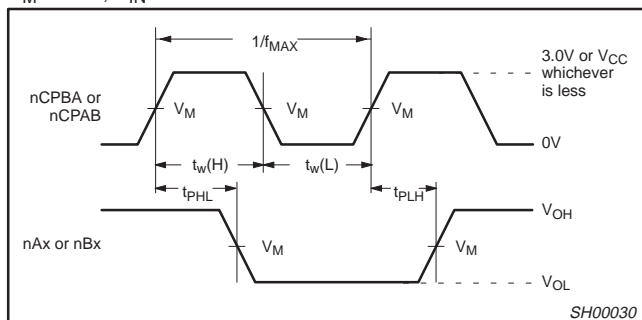 M , IN
1/fMAX
3.0V or VCC
whichever
is less
nCPBA or
nCPAB
VM
VM
VM
0V
tw(H)
tw(L)
tPHL
tPLH
VOH
nAx or nBx
VM
VM
VOL
SH00030